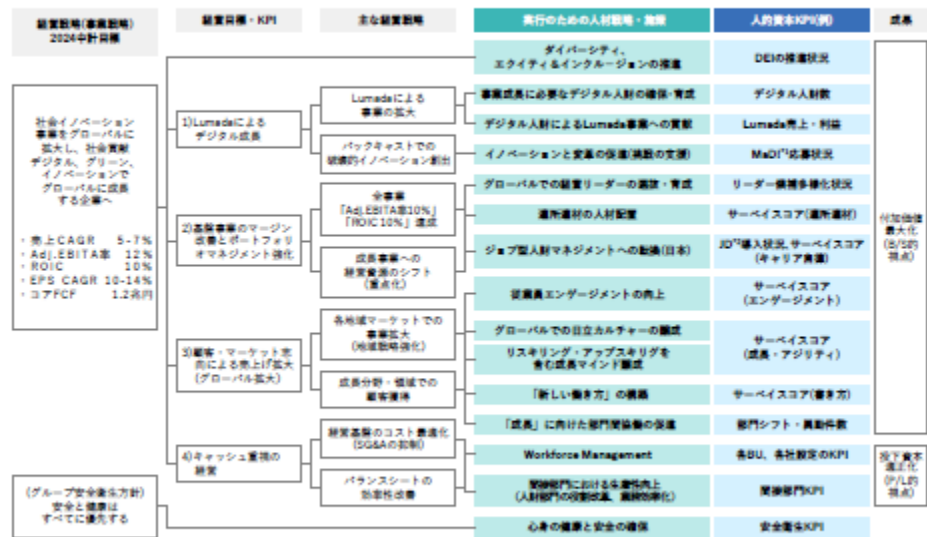 経営戦略(事業戦略)
2024中計目標
経営目標・KPI
主な経営戦略
実行のための人材戦略・施策
人的資本KPI(例)
成果
社会イノベーション
事業をグローバルに
拡大し、社会貢献
デジタル、グリーン、
イノベーションで
グローバルに成長
する企業へ
・売上CAGR 5-7%
・Adj.EBITA率 12%
・ROIC 10%
・EPS CAGR 10-14%
・コアFCF 1.2兆円
(グループ安全衛生方針)
安全と健康は
すべてに優先する
1)Lumadaによる
デジタル成長
2)基盤事業のマージン
改善とポートフォリ
オマネジメント強化
3)顧客・マーケット志
向による売上げ拡大
(グローバル拡大)
4)キャッシュ重視の
経営
Lumadaによる
事業の拡大
バックキャストでの
破壊的イノベーション創出
全事業
「Adj.EBITA率10%」
「ROIC 10%」達成
成長事業への
経営資源のシフト
(重点化)
各地域マーケットでの
事業拡大
(地域戦略強化)
成長分野・領域での
顧客獲得
経営基盤のコスト最適化
(SG&Aの抑制)
バランスシートの
効率性改善
ダイバーシティ、
エクイティ&インクルージョンの推進
DEIの推進状況
事業成長に必要なデジタル人財の確保・育成
デジタル人財数
デジタル人財によるLumada事業への貢献
Lumada売上・利益
イノベーションと変革の促進(挑戦の支援)
MaDI*1応募状況
グローバルでの経営リーダーの選抜・育成
リーダー候補多様化状況
適所適材の人材配置
サーベイスコア(適所適材)
ジョブ型人財マネジメントへの転換(日本)
JD*2導入状況、サーベイスコア
(キャリア実現)
従業員エンゲージメントの向上
サーベイスコア
(エンゲージメント)
グローバルでの日立カルチャーの醸成
リスキリング・アップスキリグを
含む成長マインド醸成
サーベイスコア
(成長・アジリティ)
「新しい働き方」の構築
サーベイスコア(働き方)
「成長」に向けた部門間協働の促進
部門シフト・異動件数
Workforce Management
各BU、各社設定のKPI
間接部門における生産性向上
(人財部門の役割改革、業務効率化)
間接部門KPI
心身の健康と安全の確保
安全衛生KPI
付加価値
最大化
(B/S的
視点)
投下資本
適正化
(P/L的
視点)